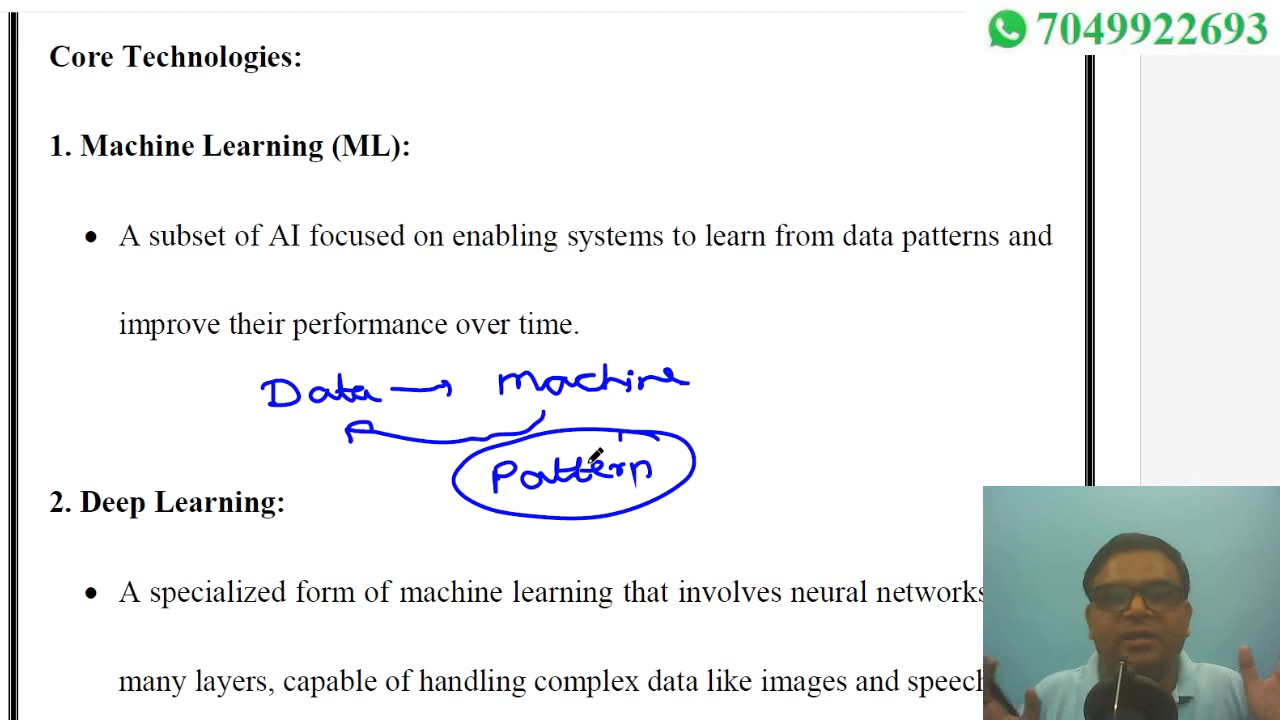 7049922693
Core Technologies:
1. Machine Learning (ML):
• A subset of AI focused on enabling systems to learn from data patterns and
improve their performance over time.
Data → machine
Pattern
2. Deep Learning:
• A specialized form of machine learning that involves neural networks
many layers, capable of handling complex data like images and speech